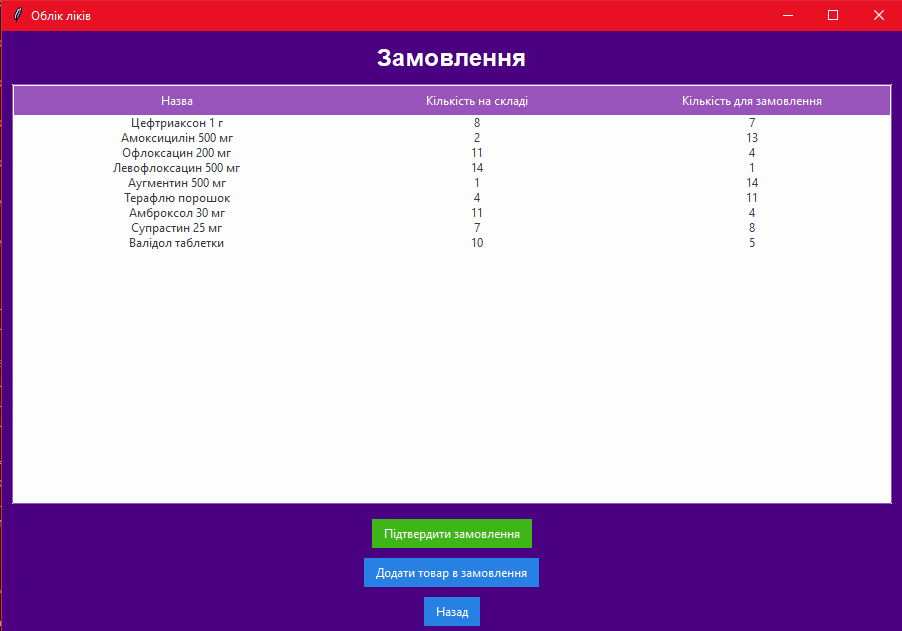 Облік ліків
Замовлення
Назва Кількість на складі Кількість для замовлення
Цефтриаксон 1 г 8 7
Амоксицилін 500 мг 2 13
Офлоксацин 200 мг 11 4
Левофлоксацин 500 мг 14 1
Аугментин 500 мг 1 14
Терафлю порошок 4 11
Амброксол 30 мг 11 4
Супрастин 25 мг 7 8
Валідол таблетки 10 5
Підтвердити замовлення
Додати товар в замовлення
Назад